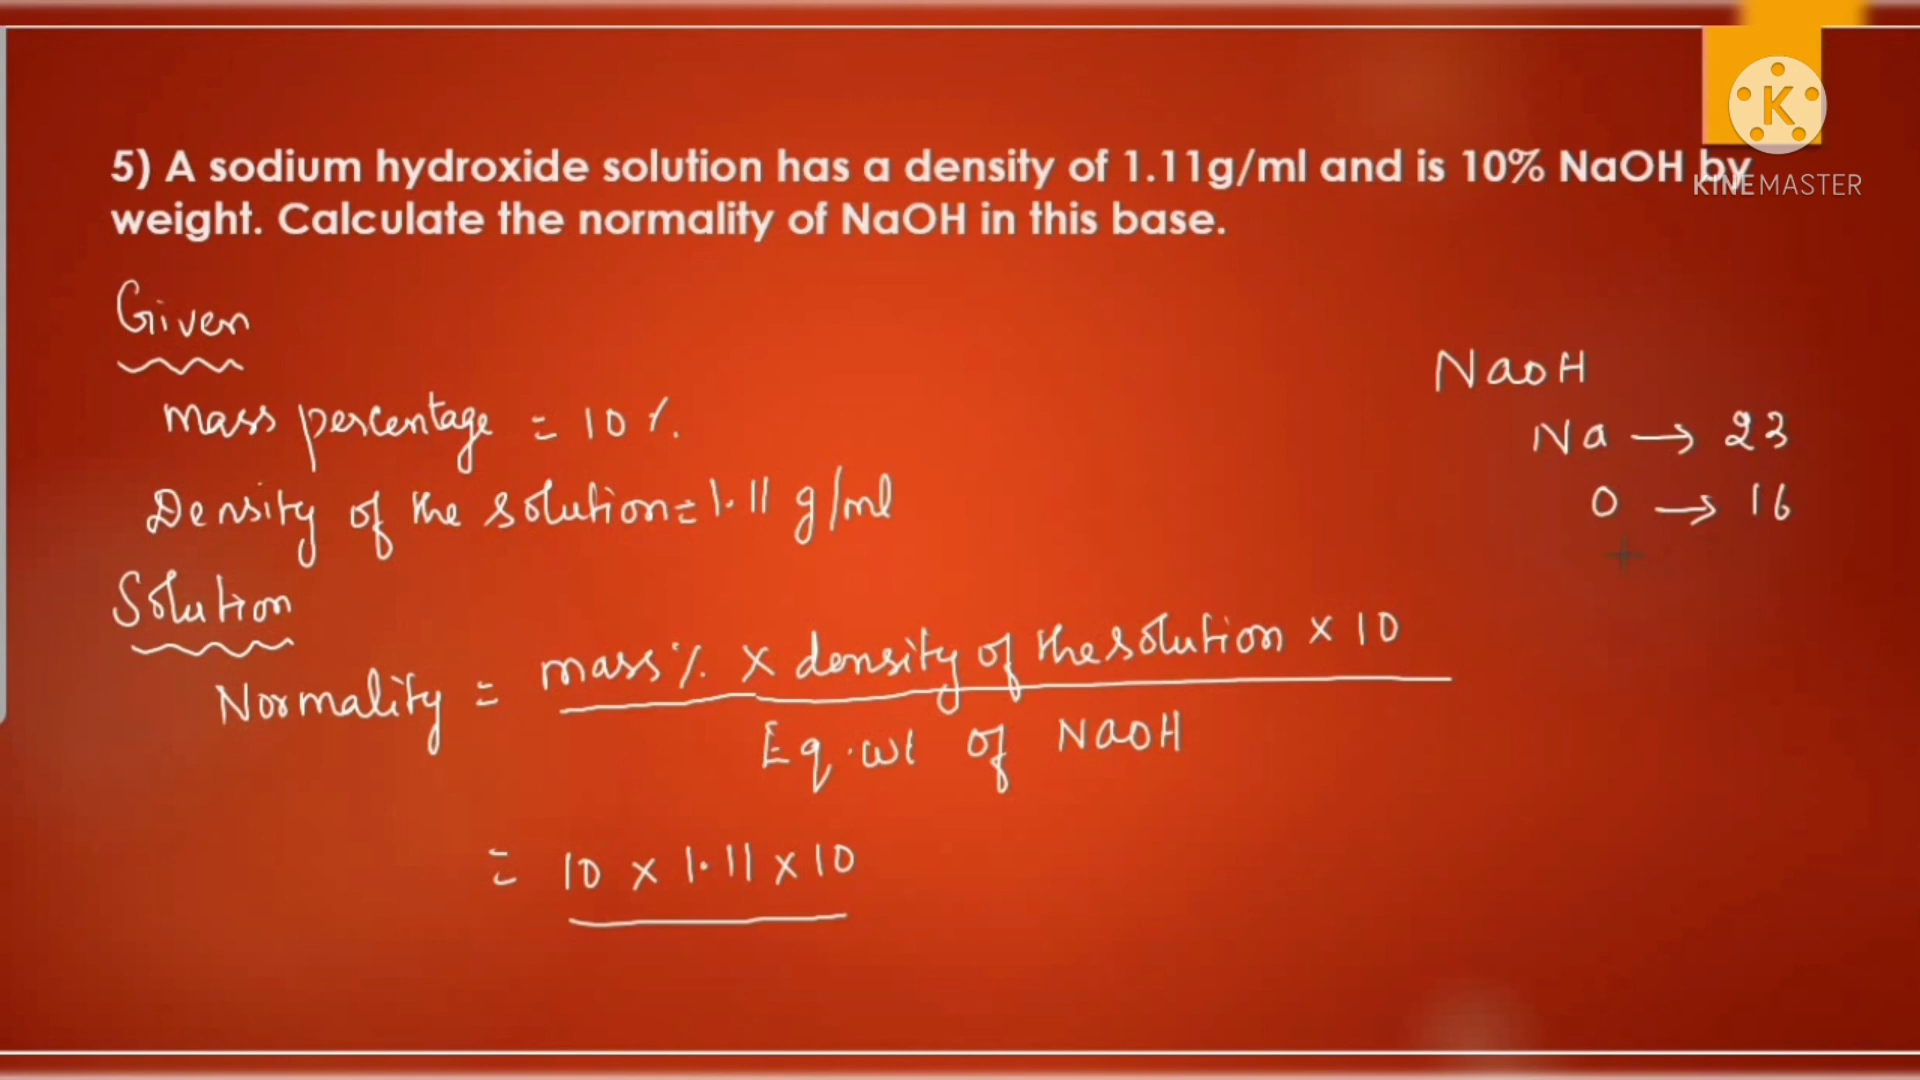 K
KINEMASTER
5) A sodium hydroxide solution has a density of 1.11g/ml and is 10% NaOH by
weight. Calculate the normality of NaOH in this base.
Given
Mass percentage = 10%.
Density of the solution = 1.11 g/ml
Solution
Normality = mass% x density of the solution x 10
Eq.wt of NaOH
= 10 x 1.11 x 10
NaOH
Na → 23
O → 16